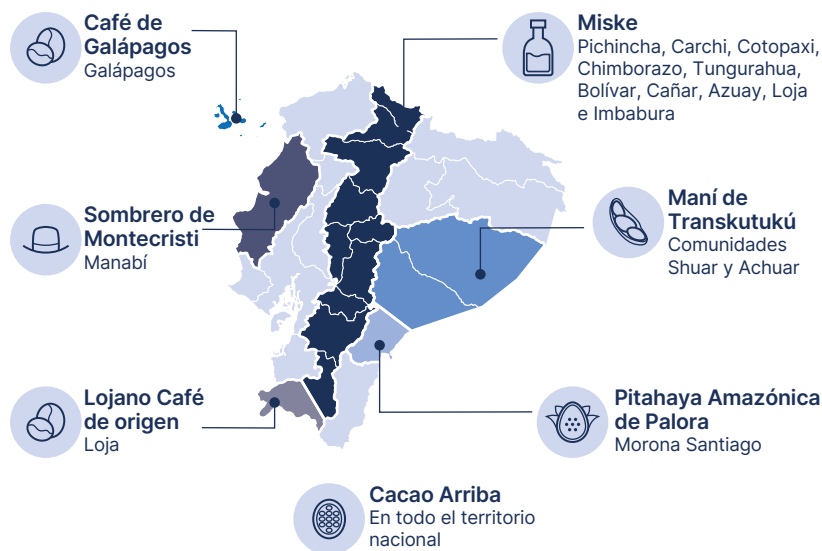 Café de
Galápagos
Galápagos
Miske
Pichincha, Carchi, Cotopaxi,
Chimborazo, Tungurahua,
Bolívar, Cañar, Azuay, Loja
e Imbabura
Sombrero de
Montecristi
Manabí
Maní de
Transkutukú
Comunidades
Shuar y Achuar
Lojano Café
de origen
Loja
Pitahaya Amazónica
de Palora
Morona Santiago
Cacao Arriba
En todo el territorio
nacional